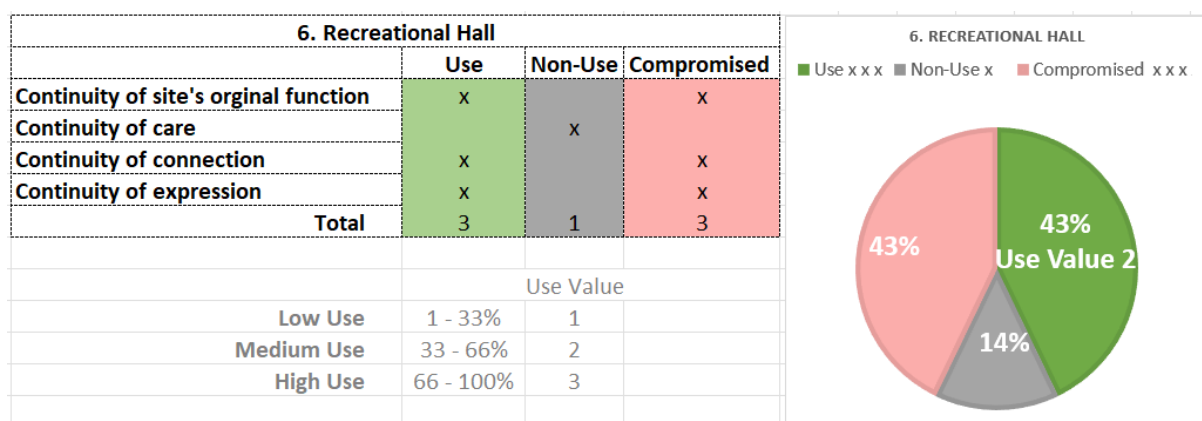 6. Recreational Hall
Use Non-Use Compromised
Continuity of site's orginal function x x
Continuity of care x
Continuity of connection x x
Continuity of expression x x
Total 3 1 3
Use Value
Low Use 1 - 33% 1
Medium Use 33 - 66% 2
High Use 66 - 100% 3
6. RECREATIONAL HALL
Use x x x Non-Use x Compromised x x x
43%
Use Value 2
43%
14%